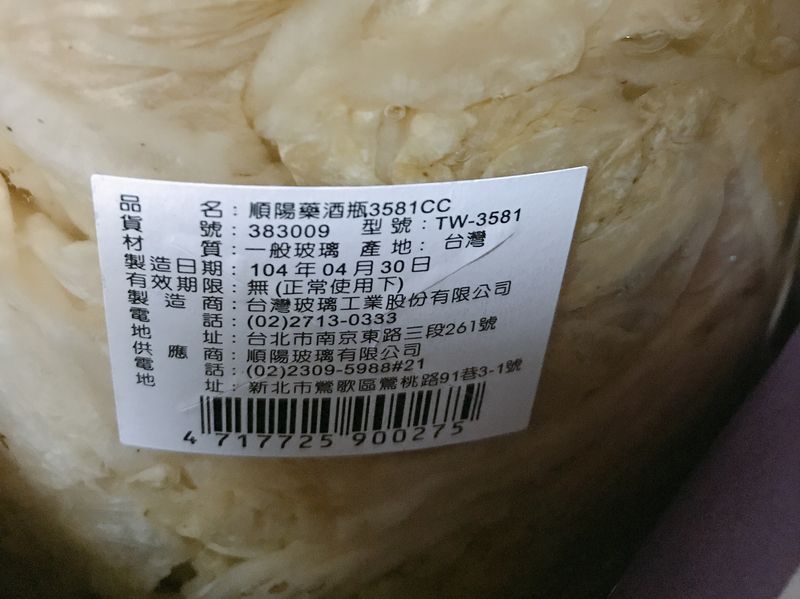 品名：順陽藥酒瓶3581CC
貨號：383009 型號：TW-3581
材質：一般玻璃 產地：台灣
製造日期：104年04月30日
有效期限：無(正常使用下)
製造商：台灣玻璃工業股份有限公司
電話：(02)2713-0333
地址：台北市南京東路三段261號
供應商：順陽玻璃有限公司
電話：(02)2309-5988#21
地址：新北市鶯歌區鶯桃路91巷3-1號
4 717725 900275